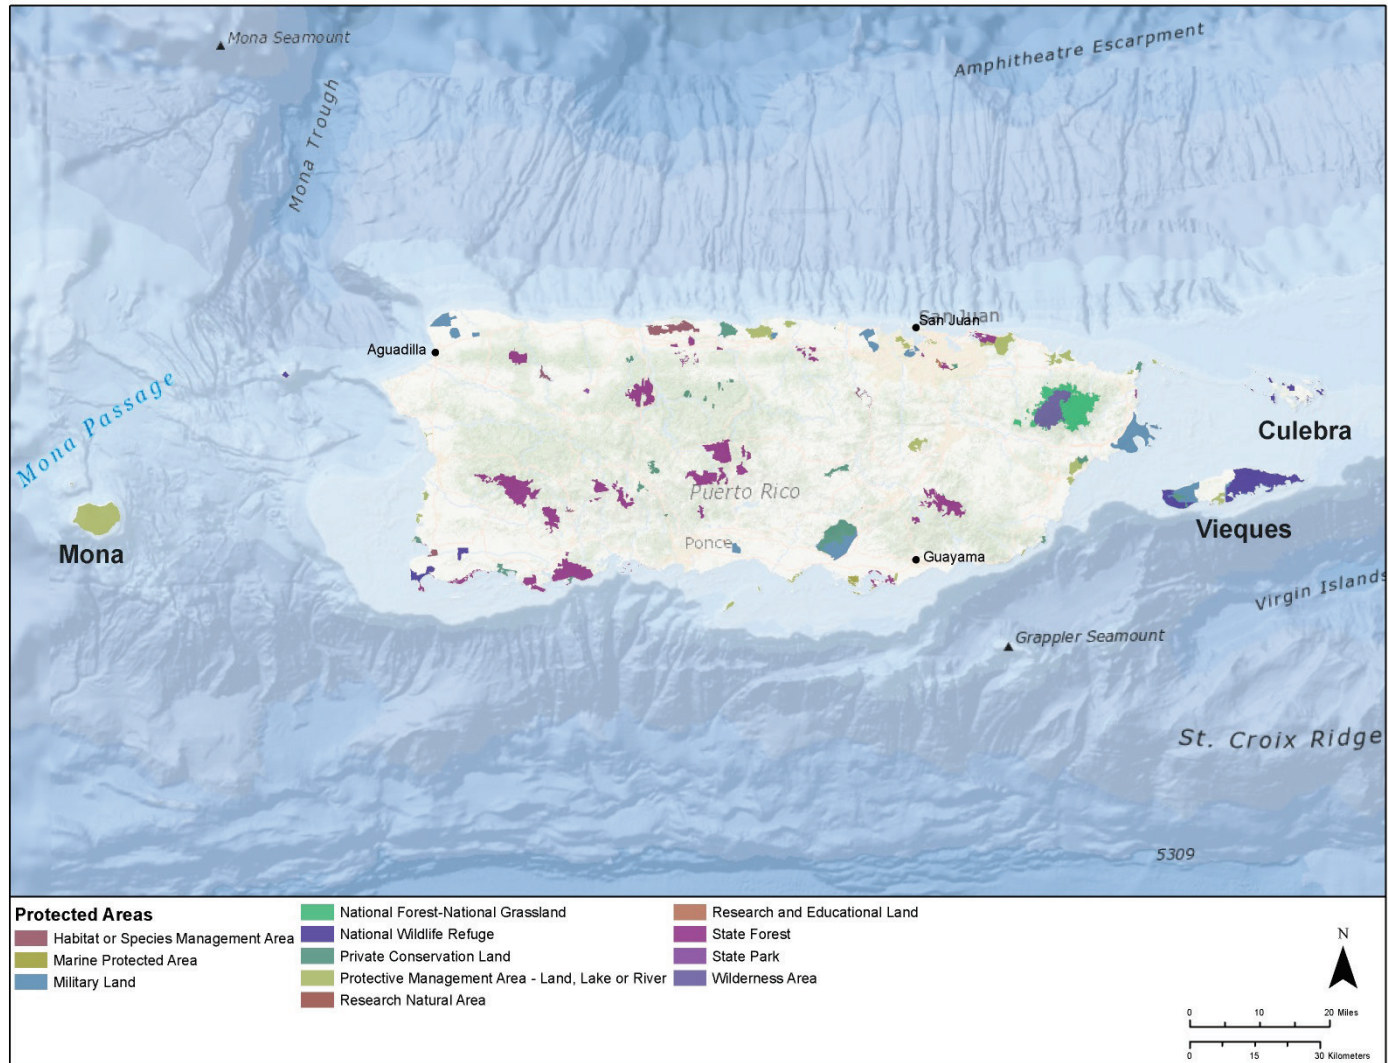 Mona Seamount
Amphitheatre Escarpment
Mona Trough
San Juan
San Juan
Aguadilla
Mona Passage
Culebra
Puerto Rico
Vieques
Mona
Ponce
Guayama
Virgin Islands
Grappler Seamount
St. Croix Ridge
5309
Protected Areas
Habitat or Species Management Area
Marine Protected Area
Military Land
National Forest-National Grassland
National Wildlife Refuge
Private Conservation Land
Protective Management Area - Land, Lake or River
Research Natural Area
Research and Educational Land
State Forest
State Park
Wilderness Area
N
0 10 20 Miles
0 15 30 Kilometers